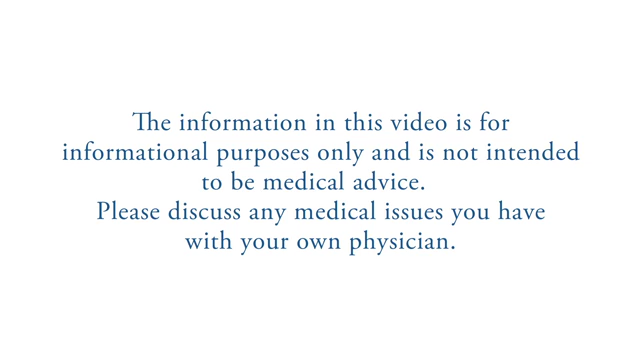 The information in this video is for
informational purposes only and is not intended
to be medical advice.
Please discuss any medical issues you have
with your own physician.